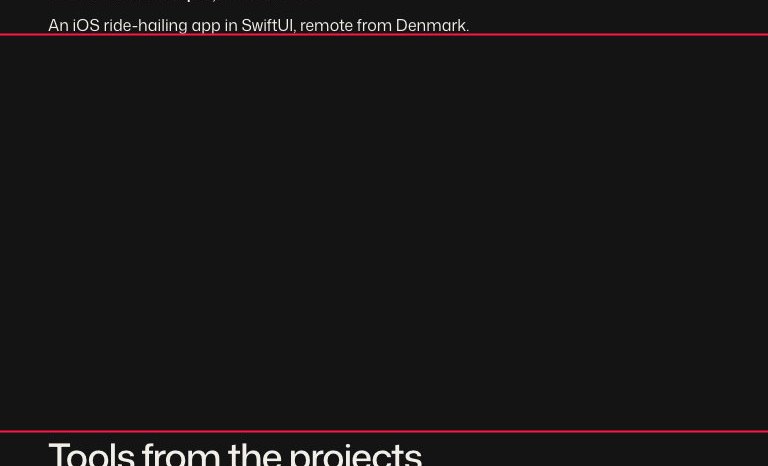 An iOS ride-hailing app in SwiftUI, remote from Denmark.
Tools from the projects